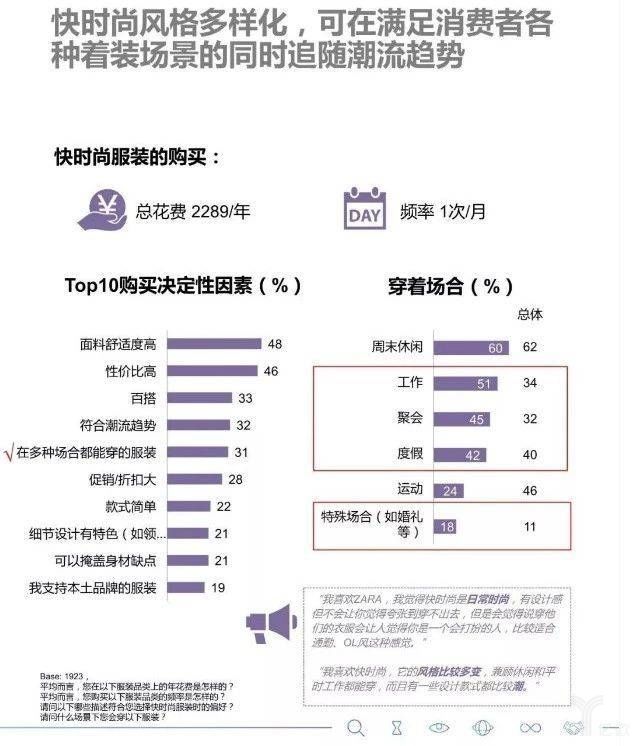 快时尚风格多样化，可在满足消费者各
种着装场景的同时追随潮流趋势
快时尚服装的购买：
总花费 2289/年
DAY
频率 1次/月
Top10购买决定性因素（%）
面料舒适度高 48
性价比高 46
百搭 33
符合潮流趋势 32
√在多种场合都能穿的服装 31
促销/折扣大 28
款式简单 22
细节设计有特色（如领... 21
可以掩盖身材缺点 21
我支持本土品牌的服装 19
穿着场合（%）
总体
周末休闲 60 62
工作 51 34
聚会 45 32
度假 42 40
运动 24 46
特殊场合（如婚礼
等） 18 11
“我喜欢ZARA，我觉得快时尚是日常时尚，有设计感
但不会让你觉得夸张到穿不出去，但是会觉得说穿他
们的衣服会让人觉得你是一个会打扮的人，比较适合
通勤、OL风这种感觉。”
“我喜欢快时尚，它的风格比较多变，兼顾休闲和平
时工作都能穿，而且有一些设计款式都比较潮。”
Base: 1923，
平均而言，您在以下服装品类上的年花费是怎样的？
平均而言，您购买以下服装品类的频率是怎样的？
请问以下哪些描述符合您选择快时尚服装时的偏好？
请问什么场景下您会穿以下服装？